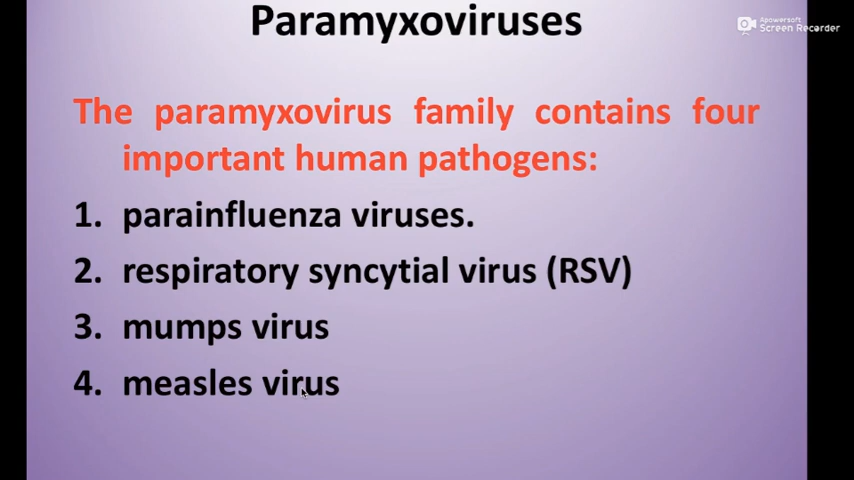 Paramyxoviruses
Apowersoft
Screen Recorder
The paramyxovirus family contains four
important human pathogens:
1. parainfluenza viruses.
2. respiratory syncytial virus (RSV)
3. mumps virus
4. measles virus